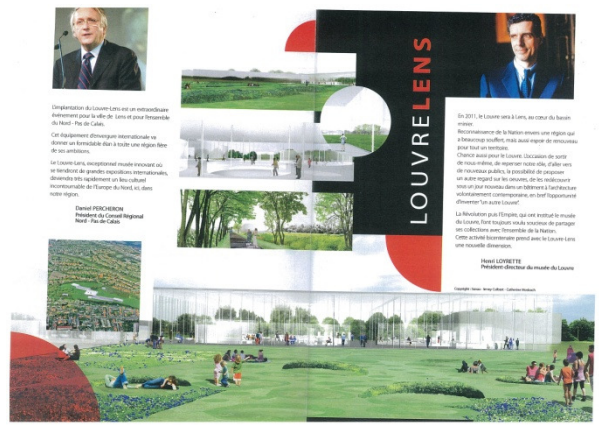 L'implantation du Louvre-Lens est un extraordinaire
événement pour la ville de Lens et pour l'ensemble
du Nord - Pas de Calais.
Cet équipement d'envergure internationale va
donner un formidable élan à toute une région fière
de ses ambitions.
Le Louvre-Lens, exceptionnel musée innovant où
se tiendront de grandes expositions internationales,
deviendra très rapidement un lieu culturel
incontournable de l'Europe du Nord, ici, dans
notre région.
Daniel PERCHERON
Président du Conseil Régional
Nord - Pas de Calais
LOUVRELENS
En 2011, le Louvre sera à Lens, au cœur du bassin
minier.
Reconnaissance de la Nation envers une région qui
a beaucoup souffert, mais aussi espoir de renouveau
pour tout un territoire.
Chance aussi pour le Louvre. L'occasion de sortir
de nous-même, de repenser notre rôle, d'aller vers
de nouveaux publics, la possibilité de proposer
un autre regard sur les oeuvres, de les redécouvrir
sous un jour nouveau dans un bâtiment à l'architecture
volontairement contemporaine, en bref l'opportunité
d'inventer "un autre Louvre".
La Révolution puis l'Empire, qui ont institué le musée
du Louvre, l'ont toujours voulu soucieux de partager
ses collections avec l'ensemble de la Nation.
Cette activité bicentenaire prend avec le Louvre-Lens
une nouvelle dimension.
Henri LOYRETTE
Président-directeur du musée du Louvre